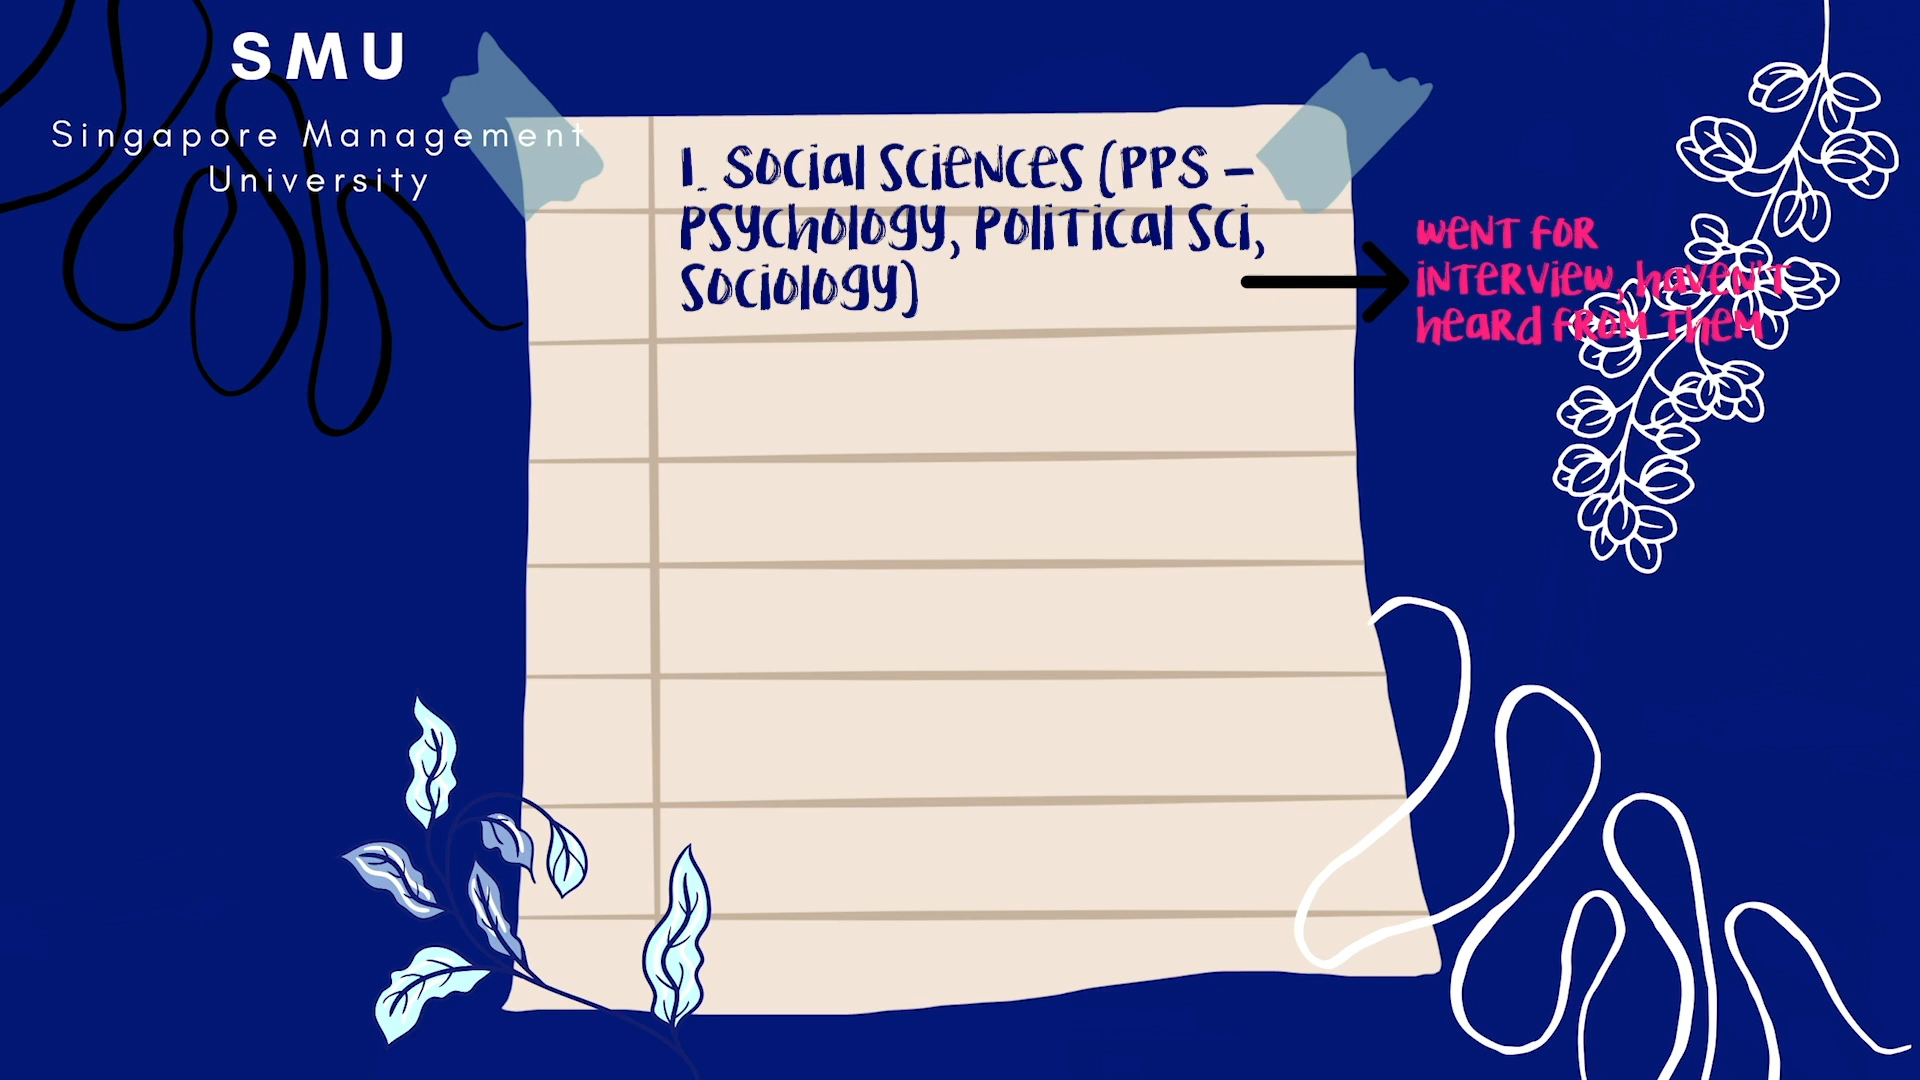 SMU
Singapore Management
University
1. Social Sciences (PPS –
Psychology, Political Sci,
Sociology)
went for
interview, haven't
heard from them